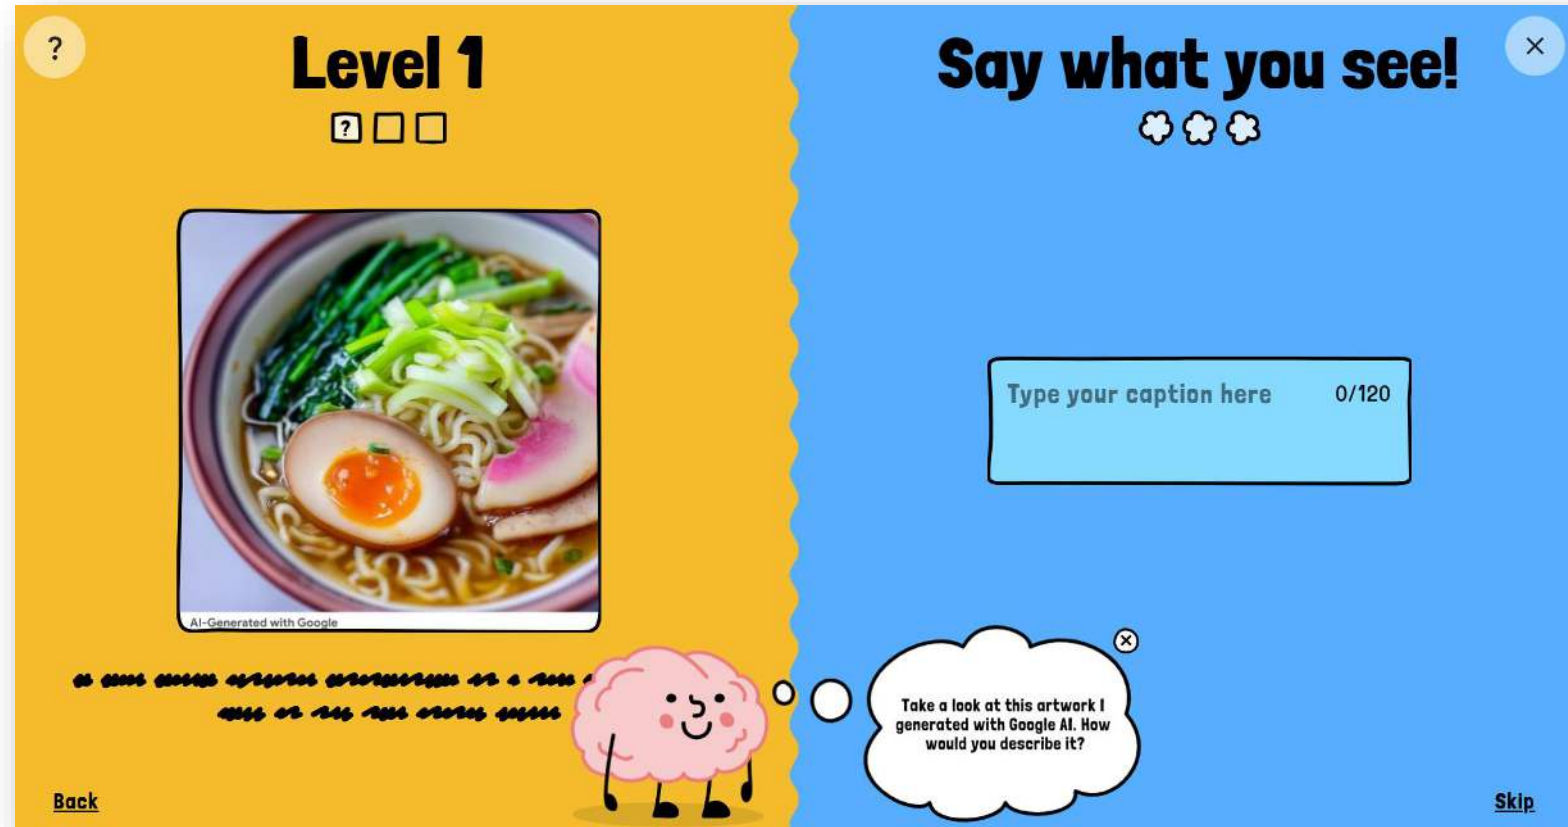 ?
Level 1
?
AI-Generated with Google
Back
Say what you see!
Type your caption here 0/120
Take a look at this artwork I
generated with Google AI. How
would you describe it?
Skip